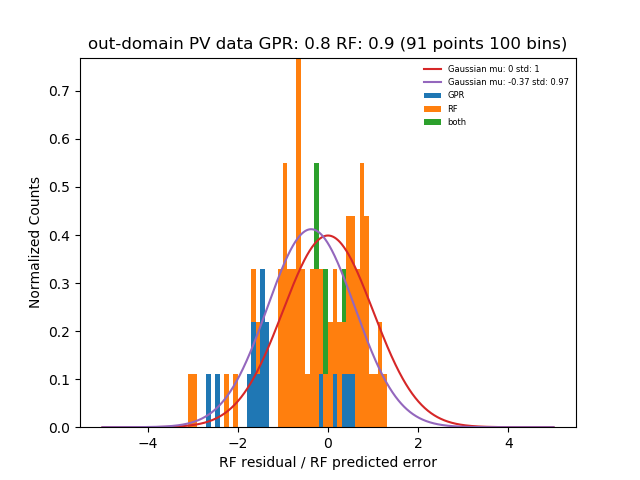 out-domain PV data GPR: 0.8 RF: 0.9 (91 points 100 bins)
Gaussian mu: 0 std: 1
Gaussian mu: -0.37 std: 0.97
GPR
RF
both
Normalized Counts
0.7
0.6
0.5
0.4
0.3
0.2
0.1
0.0
−4 −2 0 2 4
RF residual / RF predicted error